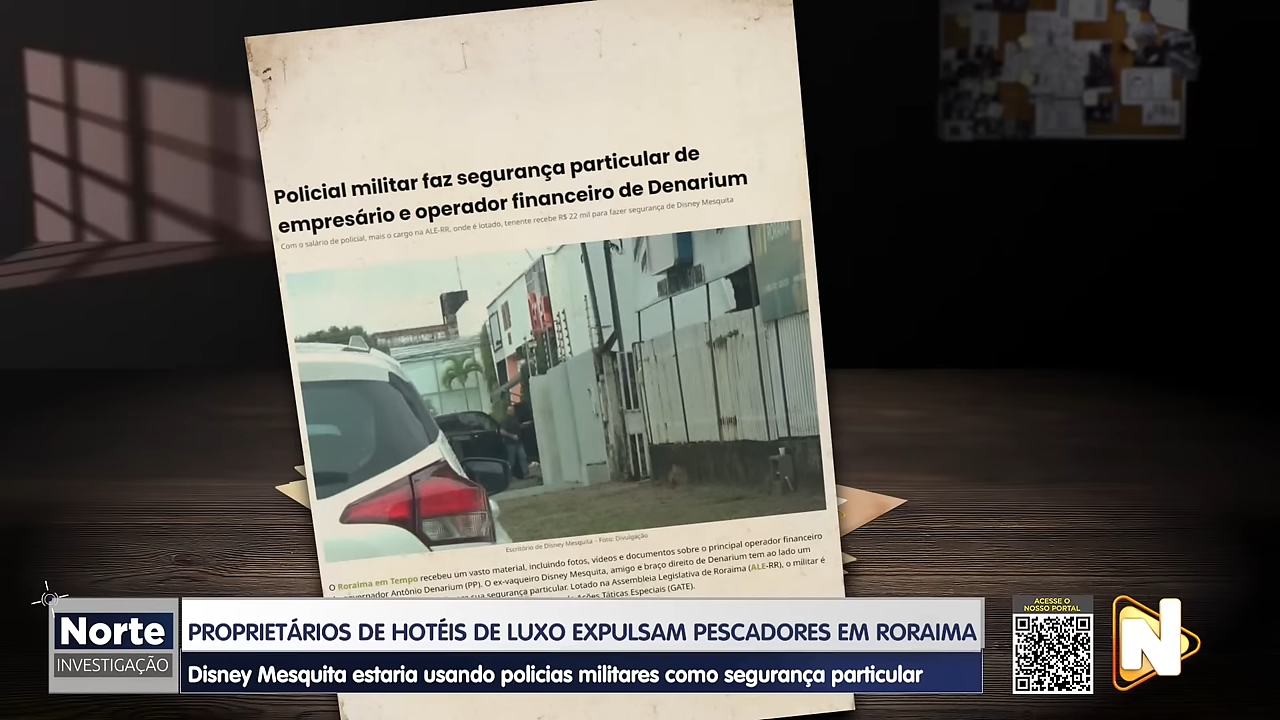 Policial militar faz segurança particular de
empresário e operador financeiro de Denarium
Com o salário de policial, mais o cargo na ALE-RR, onde é lotado, tenente recebe R$ 22 mil para fazer segurança de Disney Mesquita
Escritório de Disney Mesquita - Foto: Divulgação
O Roraima em Tempo recebeu um vasto material, incluindo fotos, vídeos e documentos sobre o principal operador financeiro
governador Antônio Denarium (PP). O ex-vaqueiro Disney Mesquita, amigo e braço direito de Denarium tem ao lado um
sua segurança particular. Lotado na Assembleia Legislativa de Roraima (ALE-RR), o militar é
Ações Táticas Especiais (GATE).
Norte
INVESTIGAÇÃO
PROPRIETÁRIOS DE HOTÉIS DE LUXO EXPULSAM PESCADORES EM RORAIMA
Disney Mesquita estaria usando policias militares como segurança particular
ACESSE O
NOSSO PORTAL
N